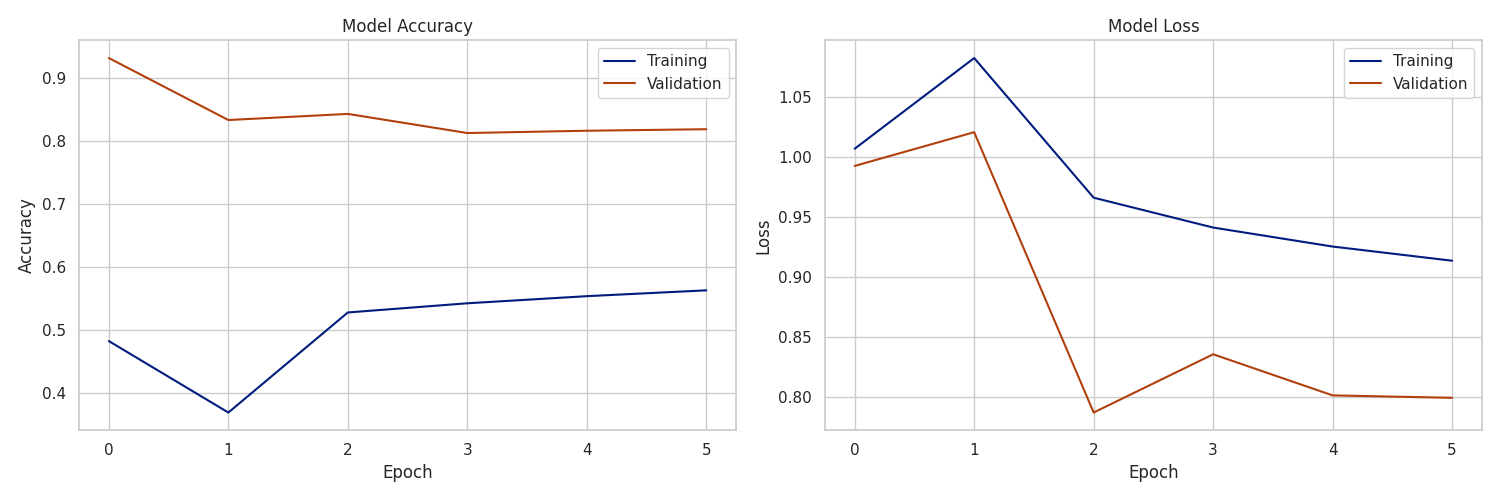 Model Accuracy
Training
Validation
0.9
0.8
0.7
0.6
0.5
0.4
Accuracy
0 1 2 3 4 5
Epoch
Model Loss
Training
Validation
1.05
1.00
0.95
0.90
0.85
0.80
Loss
0 1 2 3 4 5
Epoch